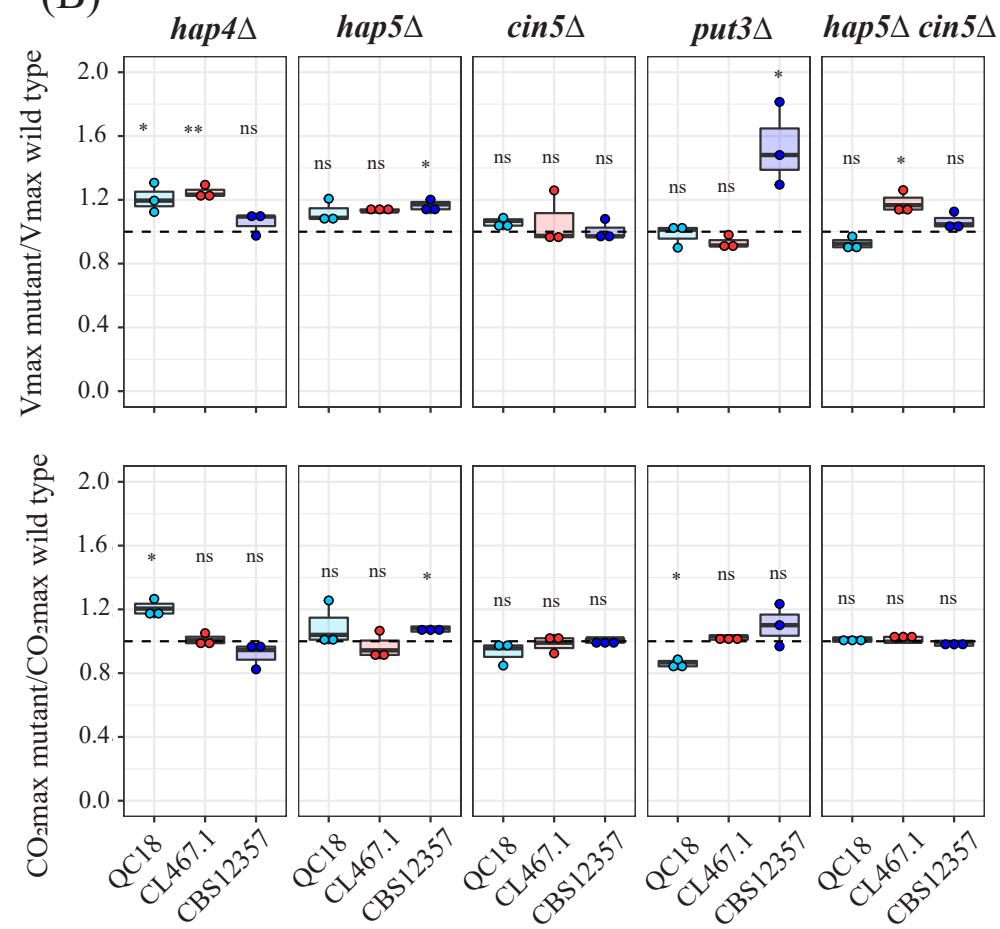 (B)
hap4Δ hap5Δ cin5Δ put3Δ hap5Δ cin5Δ
Vmax mutant/Vmax wild type
2.0
1.6
1.2
0.8
0.4
0.0
* ** ns
ns ns *
ns ns ns
ns ns *
ns * ns
CO₂max mutant/CO₂max wild type
2.0
1.6
1.2
0.8
0.4
0.0
* ns ns
ns ns *
ns ns ns
* ns ns
ns ns ns
QC18 CL467.1 CBS12357 QC18 CL467.1 CBS12357 QC18 CL467.1 CBS12357 QC18 CL467.1 CBS12357 QC18 CL467.1 CBS12357